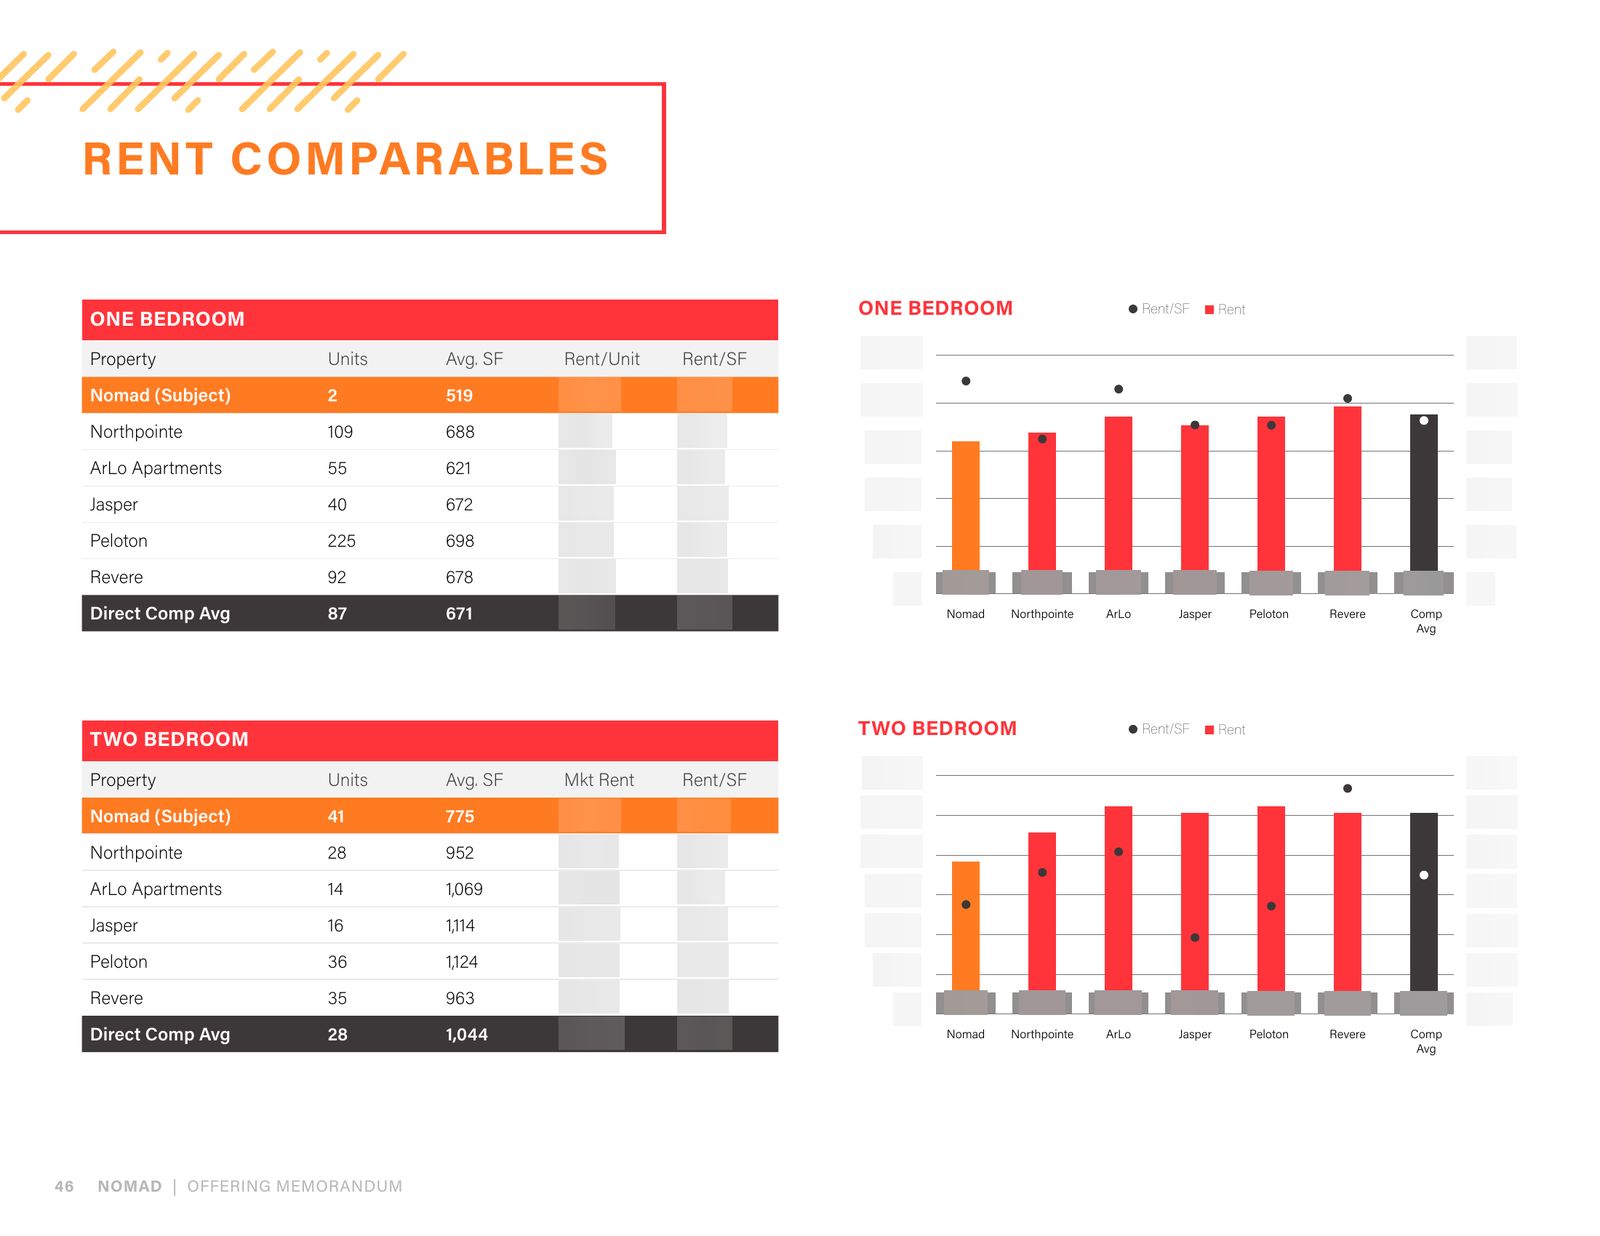 RENT COMPARABLES
ONE BEDROOM
Property Units Avg. SF Rent/Unit Rent/SF
Nomad (Subject) 2 519
Northpointe 109 688
ArLo Apartments 55 621
Jasper 40 672
Peloton 225 698
Revere 92 678
Direct Comp Avg 87 671
ONE BEDROOM
Rent/SF Rent
Nomad Northpointe ArLo Jasper Peloton Revere Comp
Avg
TWO BEDROOM
Property Units Avg. SF Mkt Rent Rent/SF
Nomad (Subject) 41 775
Northpointe 28 952
ArLo Apartments 14 1,069
Jasper 16 1,114
Peloton 36 1,124
Revere 35 963
Direct Comp Avg 28 1,044
TWO BEDROOM
Rent/SF Rent
Nomad Northpointe ArLo Jasper Peloton Revere Comp
Avg
46 NOMAD | OFFERING MEMORANDUM